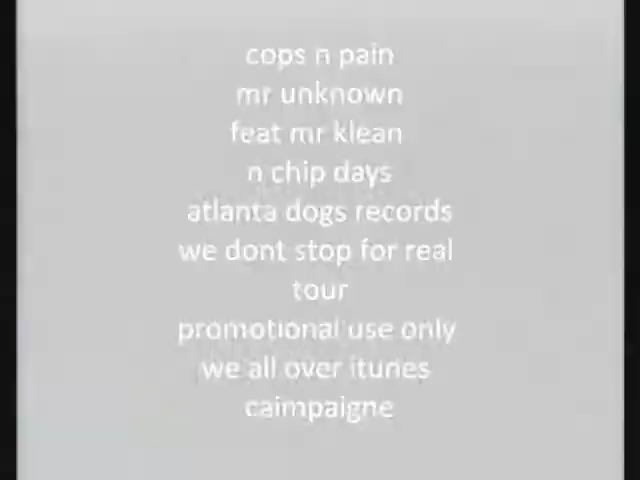 cops n pain
mr unknown
feat mr klean
n chip days
atlanta dogs records
we dont stop for real
tour
promotional use only
we all over itunes
caimpaigne